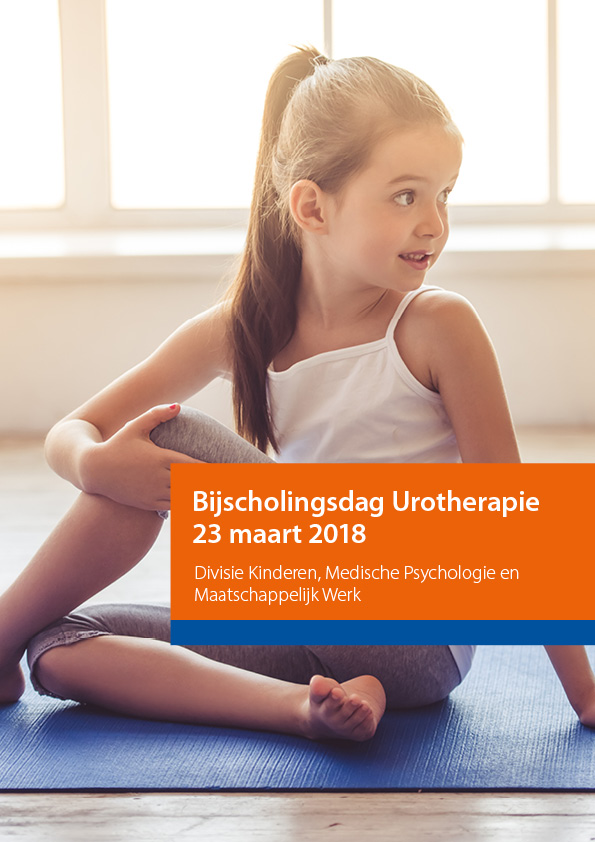 Bijscholingsdag Urotherapie
23 maart 2018
Divisie Kinderen, Medische Psychologie en
Maatschappelijk Werk